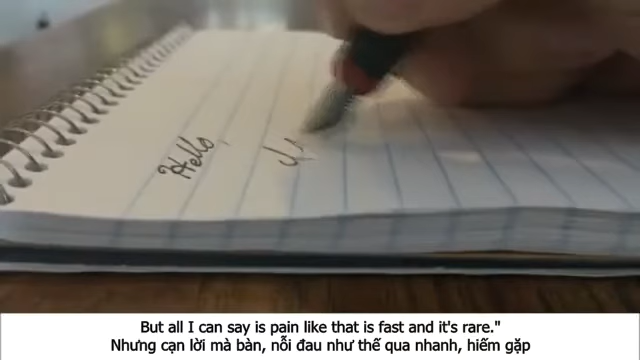 Hello,
But all I can say is pain like that is fast and it's rare."
Nhưng cạn lời mà bàn, nỗi đau như thế qua nhanh, hiếm gặp